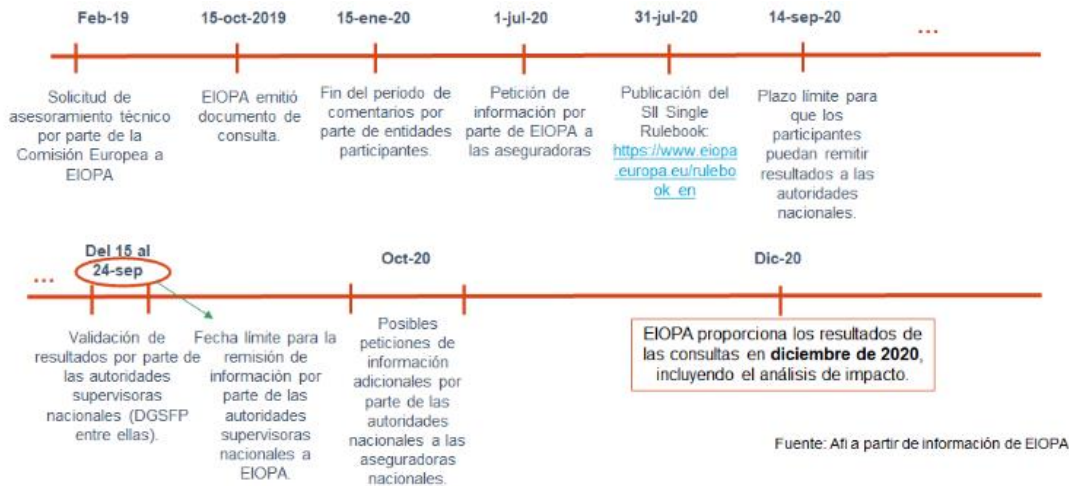 Feb-19
15-oct-2019
15-ene-20
1-jul-20
31-jul-20
14-sep-20
...
Solicitud de
asesoramiento técnico
por parte de la
Comisión Europea a
EIOPA
EIOPA emitió
documento de
consulta.
Fin del periodo de
comentarios por
parte de entidades
participantes.
Petición de
información por
parte de EIOPA a
las aseguradoras
Publicación del
SII Single
Rulebook:
https://www.eiopa
.europa.eu/rulebo
ok_en
Plazo límite para
que los
participantes
puedan remitir
resultados a las
autoridades
nacionales.
...
Del 15 al
24-sep
Oct-20
Dic-20
Validación de
resultados por parte de
las autoridades
supervisoras
nacionales (DGSFP
entre ellas).
Fecha límite para la
remisión de
información por
parte de las
autoridades
supervisoras
nacionales a
EIOPA.
Posibles
peticiones de
información
adicionales por
parte de las
autoridades
nacionales a las
aseguradoras
nacionales.
EIOPA proporciona los resultados de
las consultas en diciembre de 2020,
incluyendo el análisis de impacto.
Fuente: Afi a partir de información de EIOPA